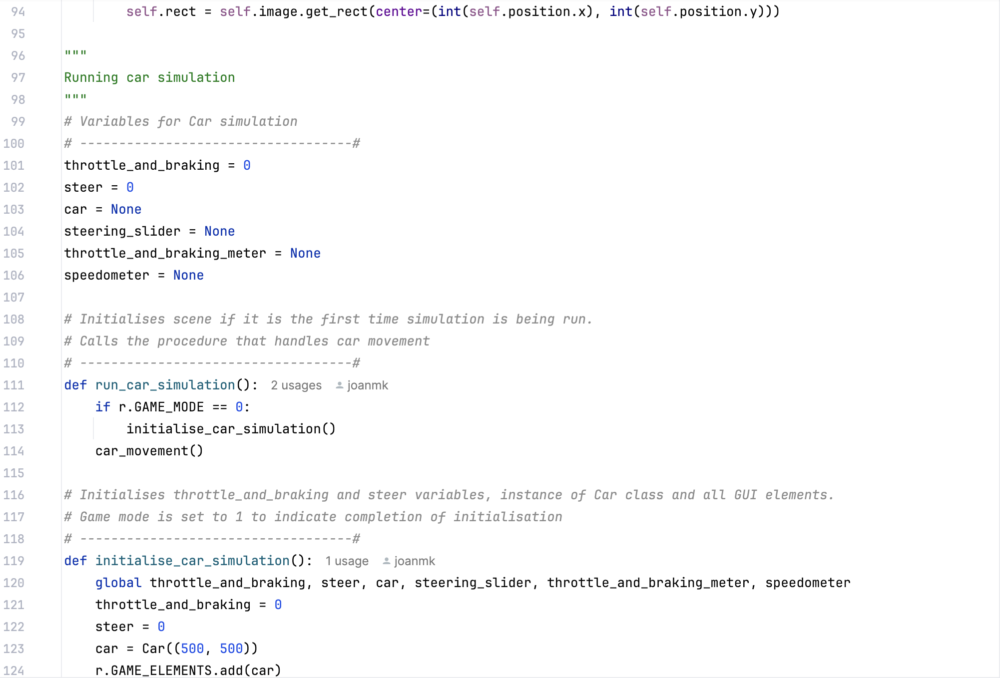 94 self.rect = self.image.get_rect(center=(int(self.position.x), int(self.position.y)))
95
96 """
97 Running car simulation
98 """
99 # Variables for Car simulation
100 # -----------------------------------#
101 throttle_and_braking = 0
102 steer = 0
103 car = None
104 steering_slider = None
105 throttle_and_braking_meter = None
106 speedometer = None
107
108 # Initialises scene if it is the first time simulation is being run.
109 # Calls the procedure that handles car movement
110 # -----------------------------------#
111 def run_car_simulation(): 2 usages joanmk
112 if r.GAME_MODE == 0:
113 initialise_car_simulation()
114 car_movement()
115
116 # Initialises throttle_and_braking and steer variables, instance of Car class and all GUI elements.
117 # Game mode is set to 1 to indicate completion of initialisation
118 # -----------------------------------#
119 def initialise_car_simulation(): 1 usage joanmk
120 global throttle_and_braking, steer, car, steering_slider, throttle_and_braking_meter, speedometer
121 throttle_and_braking = 0
122 steer = 0
123 car = Car((500, 500))
124 r.GAME_ELEMENTS.add(car)